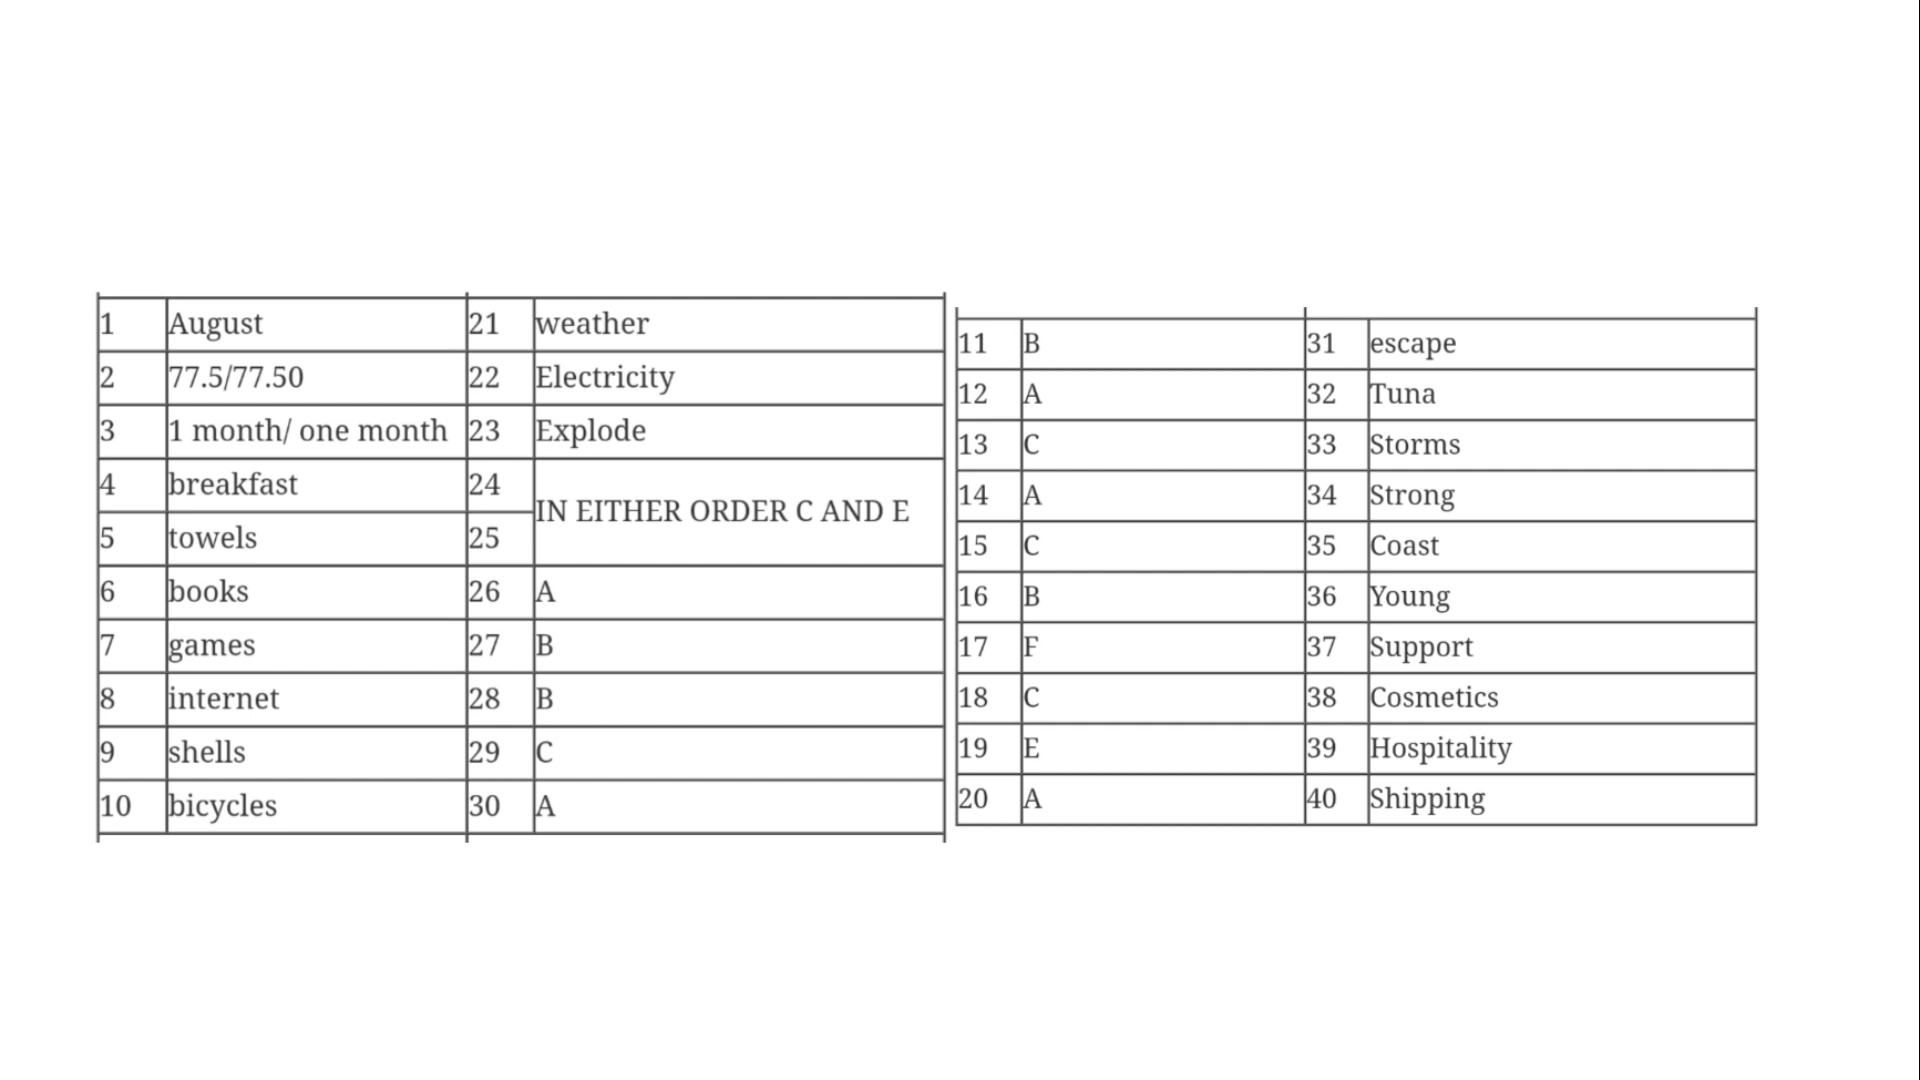 1 August 21 weather
2 77.5/77.50 22 Electricity
3 1 month/ one month 23 Explode
4 breakfast 24 IN EITHER ORDER C AND E
5 towels 25
6 books 26 A
7 games 27 B
8 internet 28 B
9 shells 29 C
10 bicycles 30 A
11 B 31 escape
12 A 32 Tuna
13 C 33 Storms
14 A 34 Strong
15 C 35 Coast
16 B 36 Young
17 F 37 Support
18 C 38 Cosmetics
19 E 39 Hospitality
20 A 40 Shipping